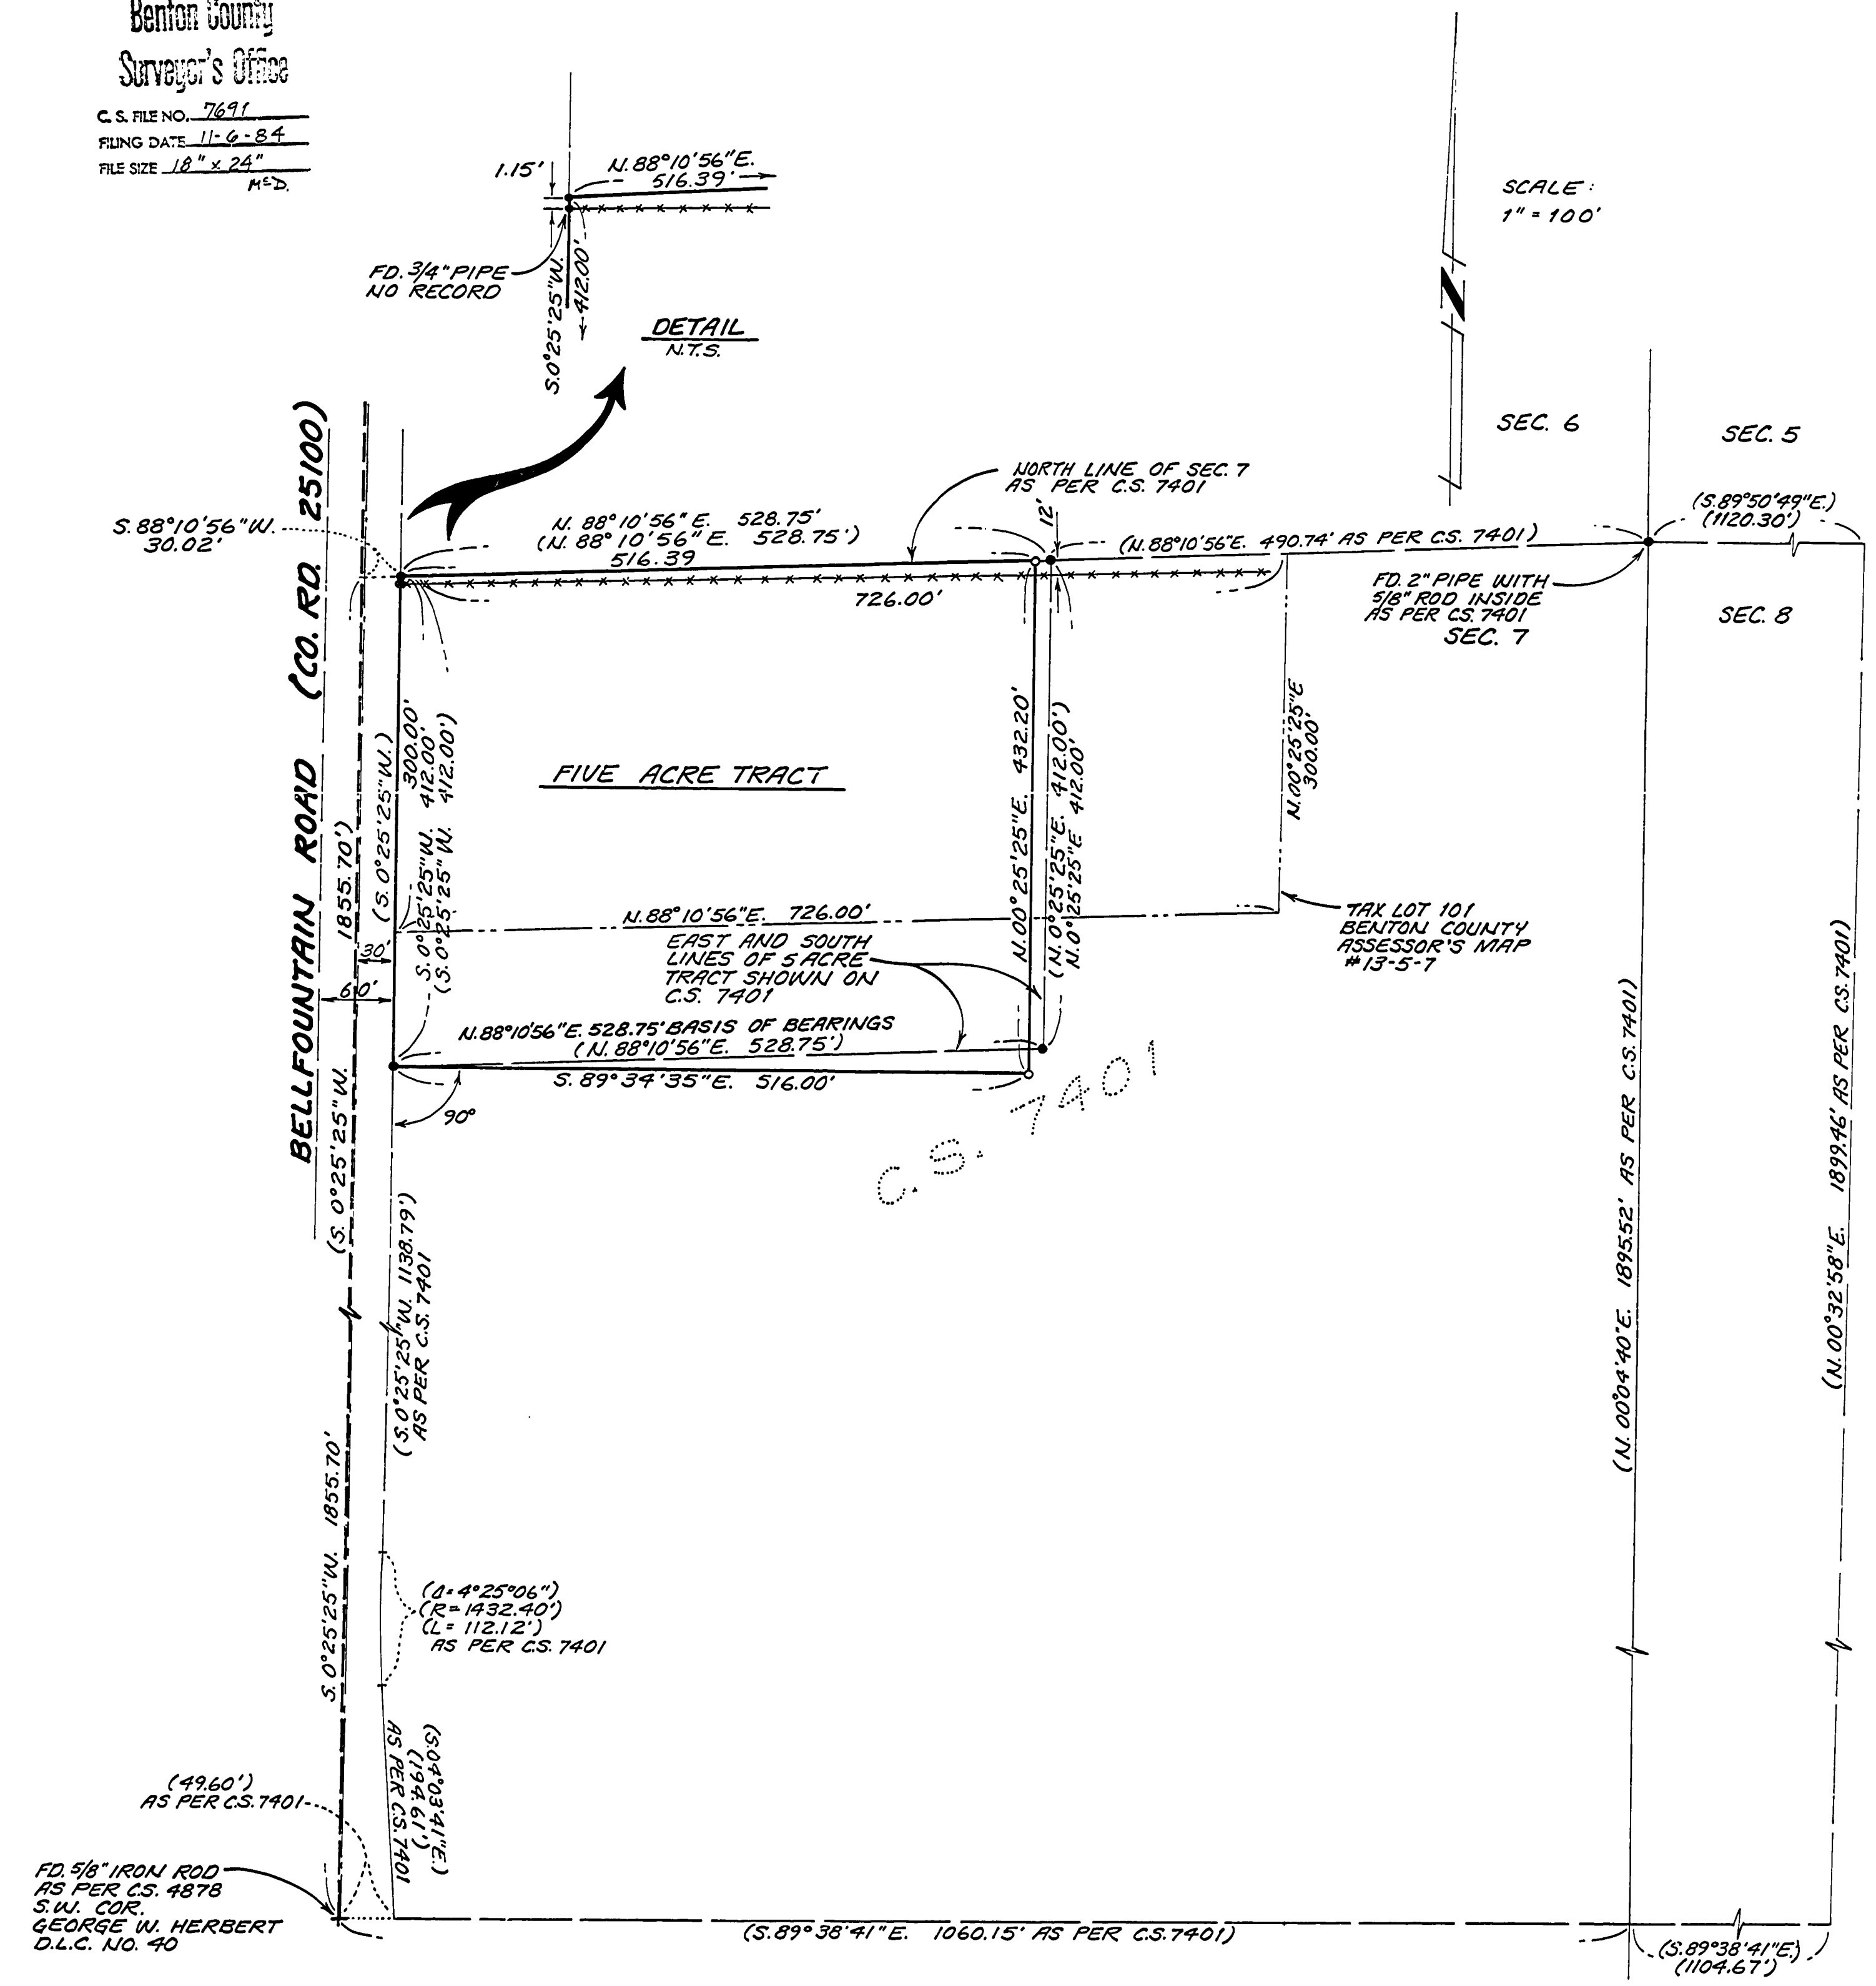 Benton County
Surveyor's Office
C. S. FILE NO. 7691
FILING DATE 11-6-84
FILE SIZE 18" x 24"
McD.
1.15'
N. 88°10'56"E.
516.39'
FD. 3/4" PIPE
NO RECORD
S.0°25'25"W.
412.00'
DETAIL
N.T.S.
SCALE:
1" = 100'
N
SEC. 6
SEC. 5
BELLFOUNTAIN ROAD (CO. RD. 25100)
S. 88°10'56"W.
30.02'
N. 88°10'56"E. 528.75'
(N. 88°10'56"E. 528.75')
516.39
NORTH LINE OF SEC. 7
AS PER C.S. 7401
12'
(N.88°10'56"E. 490.74' AS PER C.S. 7401)
(S.89°50'49"E.)
(1120.30')
726.00'
FD. 2" PIPE WITH
5/8" ROD INSIDE
AS PER C.S. 7401
SEC. 7
SEC. 8
(S. 0°25'25"W.)
300.00'
S. 0°25'25"W. 412.00'
(S. 0°25'25"W. 412.00')
FIVE ACRE TRACT
N.00°25'25"E. 432.20'
(N.0°25'25"E. 412.00')
N.0°25'25"E 412.00'
N.00°25'25"E
300.00'
N.88°10'56"E. 726.00'
EAST AND SOUTH
LINES OF 5 ACRE
TRACT SHOWN ON
C.S. 7401
TAX LOT 101
BENTON COUNTY
ASSESSOR'S MAP
#13-5-7
30'
60'
N.88°10'56"E. 528.75' BASIS OF BEARINGS
(N. 88°10'56"E. 528.75')
S. 89°34'35"E. 516.00'
90°
C.S. 7401
(S. 0°25'25"W. 1855.70')
(S.0°25'25"W. 1138.79')
AS PER C.S. 7401
(N. 00°04'40"E. 1895.52' AS PER C.S. 7401)
(N.00°32'58"E. 1899.46' AS PER C.S. 7401)
S. 0°25'25"W. 1855.70'
(Δ=4°25°06")
(R=1432.40')
(L= 112.12')
AS PER C.S. 7401
(S.04°03'41"E.)
(194.61')
AS PER C.S. 7401
(49.60')
AS PER C.S. 7401
FD. 5/8" IRON ROD
AS PER C.S. 4878
S.W. COR.
GEORGE W. HERBERT
D.L.C. NO. 40
(S.89°38'41"E. 1060.15' AS PER C.S. 7401)
(S.89°38'41"E.)
(1104.67')